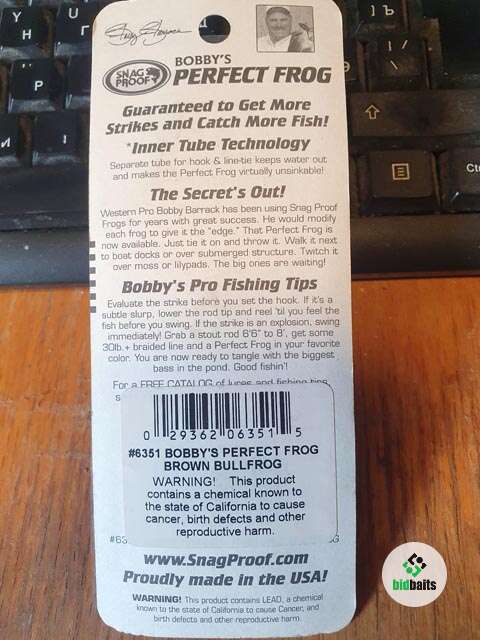 BOBBY'S
SNAG PROOF
PERFECT FROG
Guaranteed to Get More
Strikes and Catch More Fish!
*Inner Tube Technology
Separate tube for hook & line-tie keeps water out
and makes the Perfect Frog virtually unsinkable!
The Secret's Out!
Western Pro Bobby Barrack has been using Snag Proof
Frogs for years with great success. He would modify
each frog to give it the "edge." That Perfect Frog is
now available. Just tie it on and throw it. Walk it next
to boat docks or over submerged structure. Twitch it
over moss or lilypads. The big ones are waiting!
Bobby's Pro Fishing Tips
Evaluate the strike before you set the hook. If it's a
subtle slurp, lower the rod tip and reel 'til you feel the
fish before you swing. If the strike is an explosion, swing
immediately! Grab a stout rod 6'6" to 8', get some
30lb.+ braided line and a Perfect Frog in your favorite
color. You are now ready to tangle with the biggest
bass in the pond. Good fishin'!
For a FREE CATALOG of lures and fishing tips
0 29362 06351 5
#6351 BOBBY'S PERFECT FROG
BROWN BULLFROG
WARNING! This product
contains a chemical known to
the state of California to cause
cancer, birth defects and other
reproductive harm.
#63
www.SnagProof.com
Proudly made in the USA!
WARNING! This product contains LEAD, a chemical
known to the state of California to cause Cancer, and
birth defects or other reproductive harm.
bidbaits